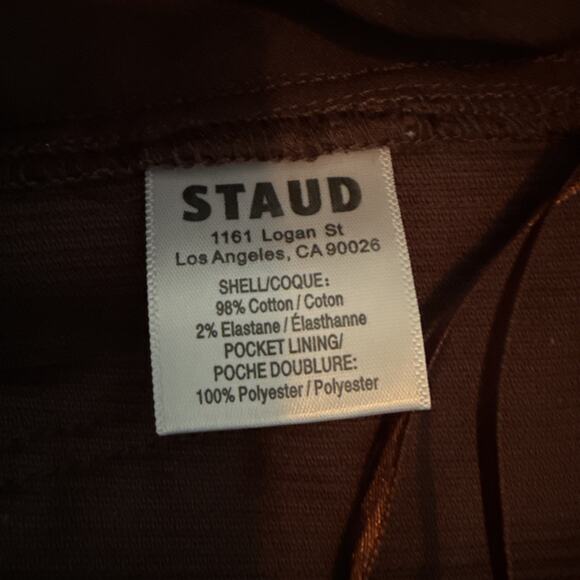 STAUD
1161 Logan St
Los Angeles, CA 90026
SHELL/COQUE:
98% Cotton / Coton
2% Elastane / Élasthanne
POCKET LINING/
POCHE DOUBLURE:
100% Polyester / Polyester